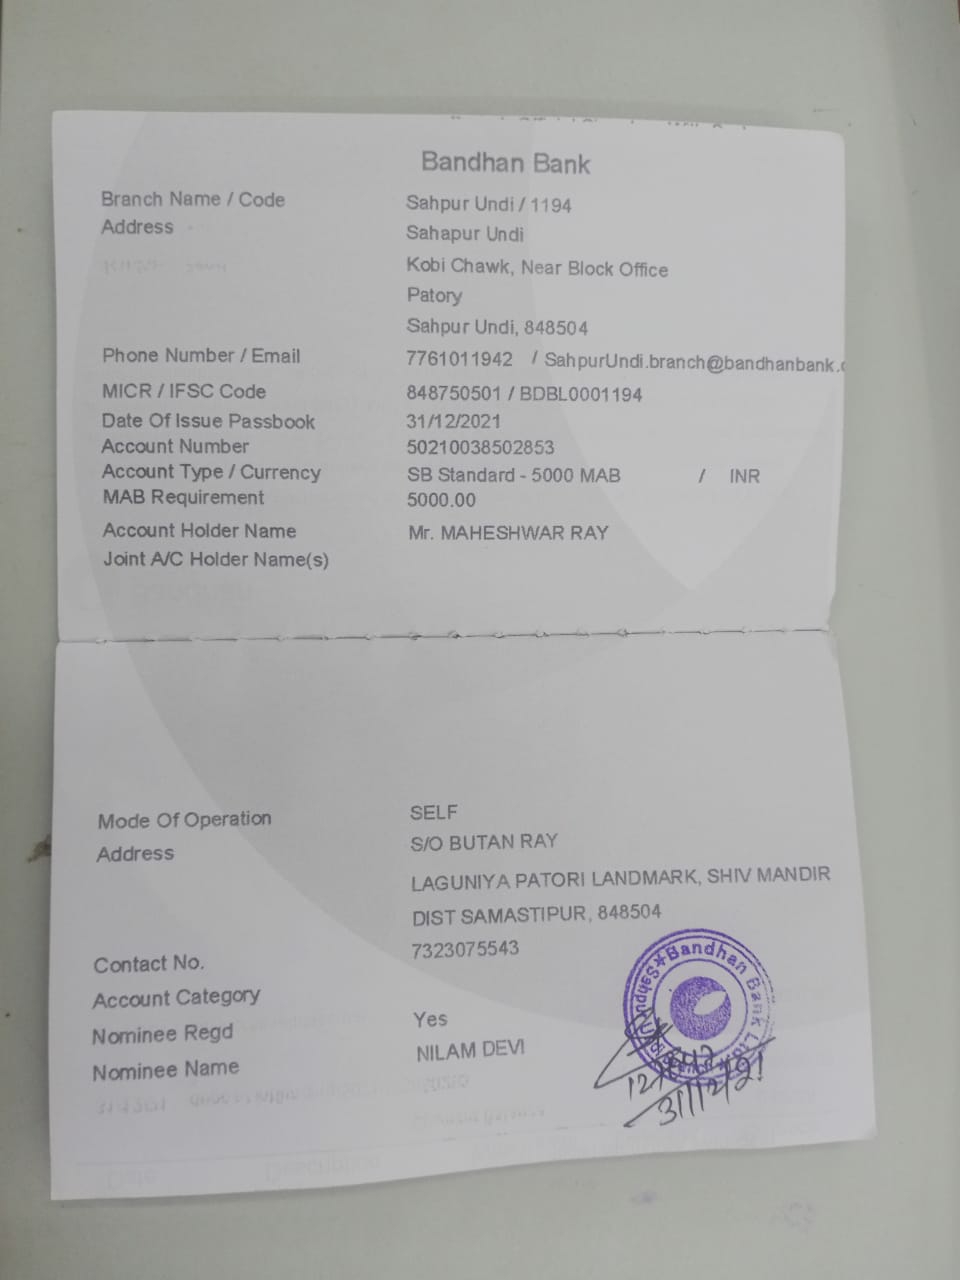 Bandhan Bank
Branch Name / Code Sahpur Undi / 1194
Address Sahapur Undi
Kobi Chawk, Near Block Office
Patory
Sahpur Undi, 848504
Phone Number / Email 7761011942 / SahpurUndi.branch@bandhanbank.
MICR / IFSC Code 848750501 / BDBL0001194
Date Of Issue Passbook 31/12/2021
Account Number 50210038502853
Account Type / Currency SB Standard - 5000 MAB / INR
MAB Requirement 5000.00
Account Holder Name Mr. MAHESHWAR RAY
Joint A/C Holder Name(s)
Mode Of Operation SELF
Address S/O BUTAN RAY
LAGUNIYA PATORI LANDMARK, SHIV MANDIR
DIST SAMASTIPUR, 848504
Contact No. 7323075543
Account Category
Nominee Regd Yes
Nominee Name NILAM DEVI
Bandhan Bank Ltd.
Sahpur Undi Branch
31/12/21